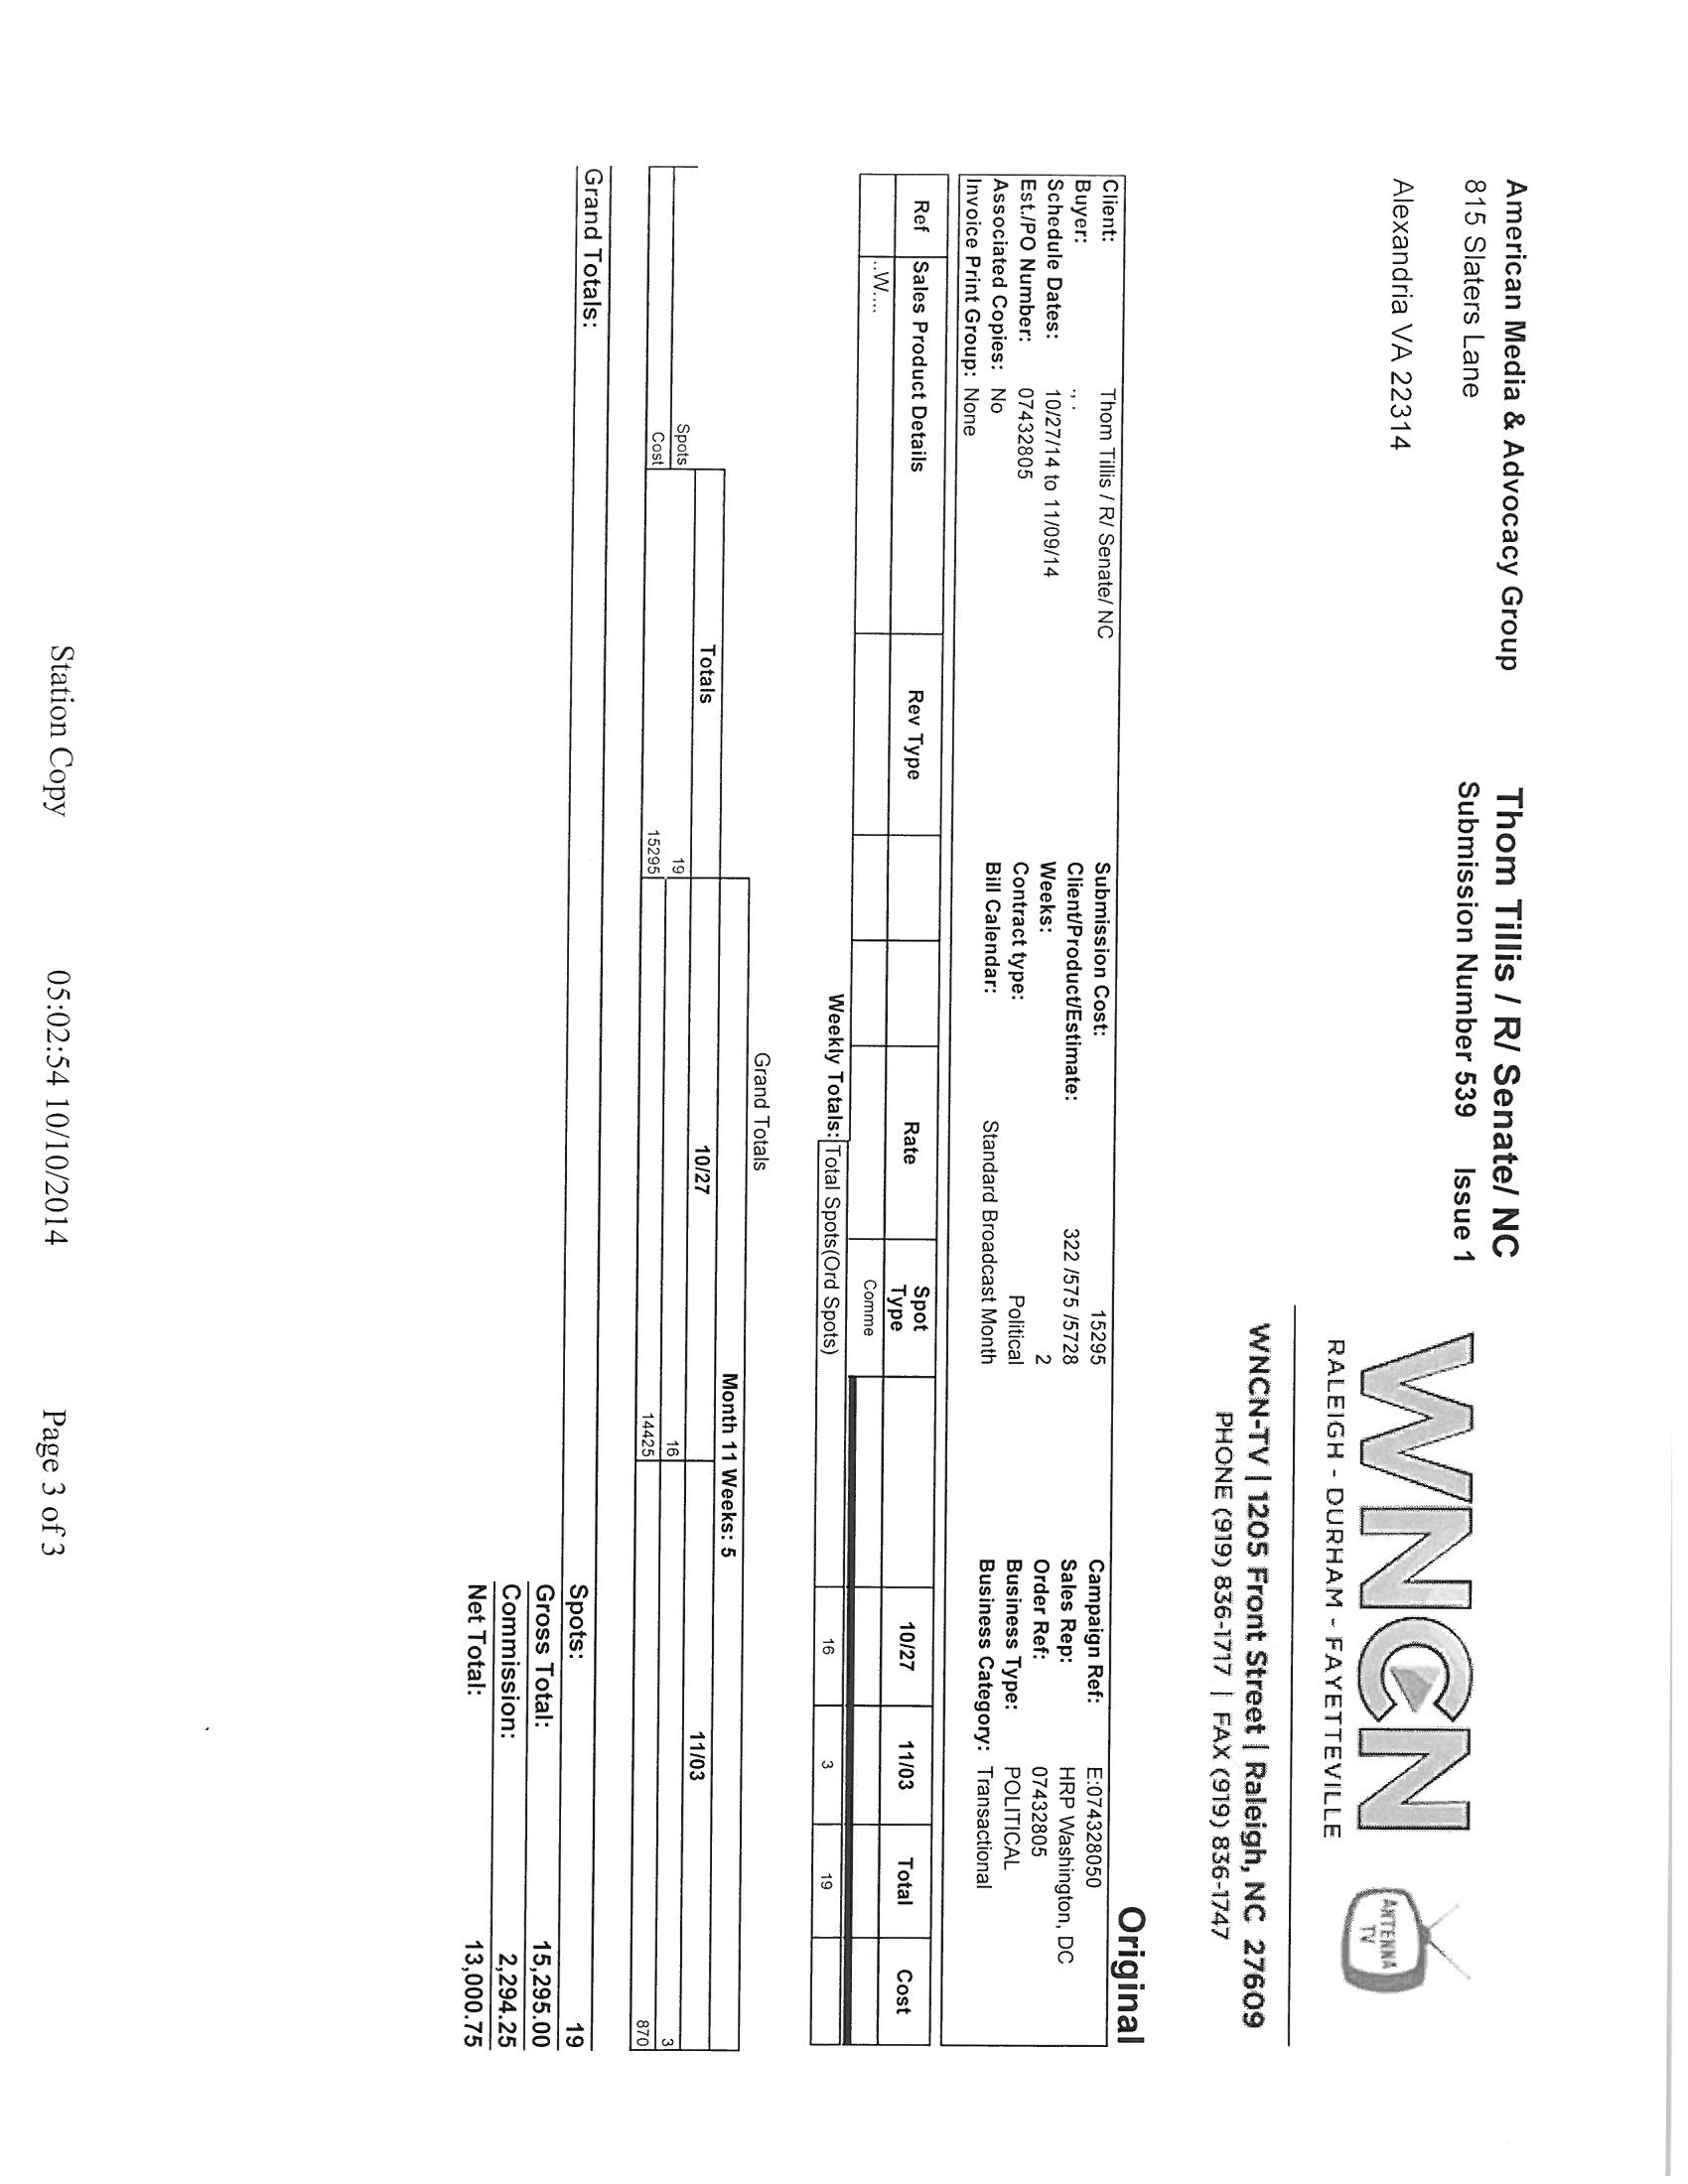 American Media & Advocacy Group
815 Slaters Lane
Alexandria VA 22314
Thom Tillis / R/ Senate/ NC
Submission Number 539 Issue 1
WNCN
RALEIGH - DURHAM - FAYETTEVILLE
ANTENNA
TV
WNCN-TV | 1205 Front Street | Raleigh, NC 27609
PHONE (919) 836-1717 | FAX (919) 836-1747
Original
Client: Thom Tillis / R/ Senate/ NC
Buyer: ., .
Schedule Dates: 10/27/14 to 11/09/14
Est./PO Number: 07432805
Associated Copies: No
Invoice Print Group: None
Submission Cost: 15295
Client/Product/Estimate: 322 /575 /5728
Weeks: 2
Contract type: Political
Bill Calendar: Standard Broadcast Month
Campaign Ref: E:074328050
Sales Rep: HRP Washington, DC
Order Ref: 07432805
Business Type: POLITICAL
Business Category: Transactional
Ref Sales Product Details Rev Type Rate Spot Type 10/27 11/03 Total Cost
..W.... Comme
Weekly Totals: Total Spots(Ord Spots) 16 3 19
Grand Totals
Month 11 Weeks: 5
Totals 10/27 11/03
Spots 19 16 3
Cost 15295 14425 870
Grand Totals:
Spots: 19
Gross Total: 15,295.00
Commission: 2,294.25
Net Total: 13,000.75
Station Copy 05:02:54 10/10/2014 Page 3 of 3